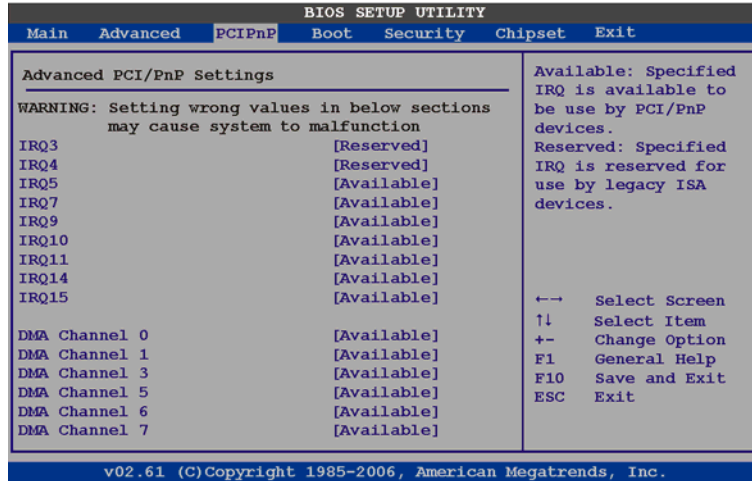 BIOS SETUP UTILITY
Main Advanced PCIPnP Boot Security Chipset Exit
Advanced PCI/PnP Settings
WARNING: Setting wrong values in below sections
may cause system to malfunction
IRQ3 [Reserved]
IRQ4 [Reserved]
IRQ5 [Available]
IRQ7 [Available]
IRQ9 [Available]
IRQ10 [Available]
IRQ11 [Available]
IRQ14 [Available]
IRQ15 [Available]
DMA Channel 0 [Available]
DMA Channel 1 [Available]
DMA Channel 3 [Available]
DMA Channel 5 [Available]
DMA Channel 6 [Available]
DMA Channel 7 [Available]
Available: Specified
IRQ is available to
be use by PCI/PnP
devices.
Reserved: Specified
IRQ is reserved for
use by legacy ISA
devices.
←→ Select Screen
↑↓ Select Item
+- Change Option
F1 General Help
F10 Save and Exit
ESC Exit
v02.61 (C)Copyright 1985-2006, American Megatrends, Inc.